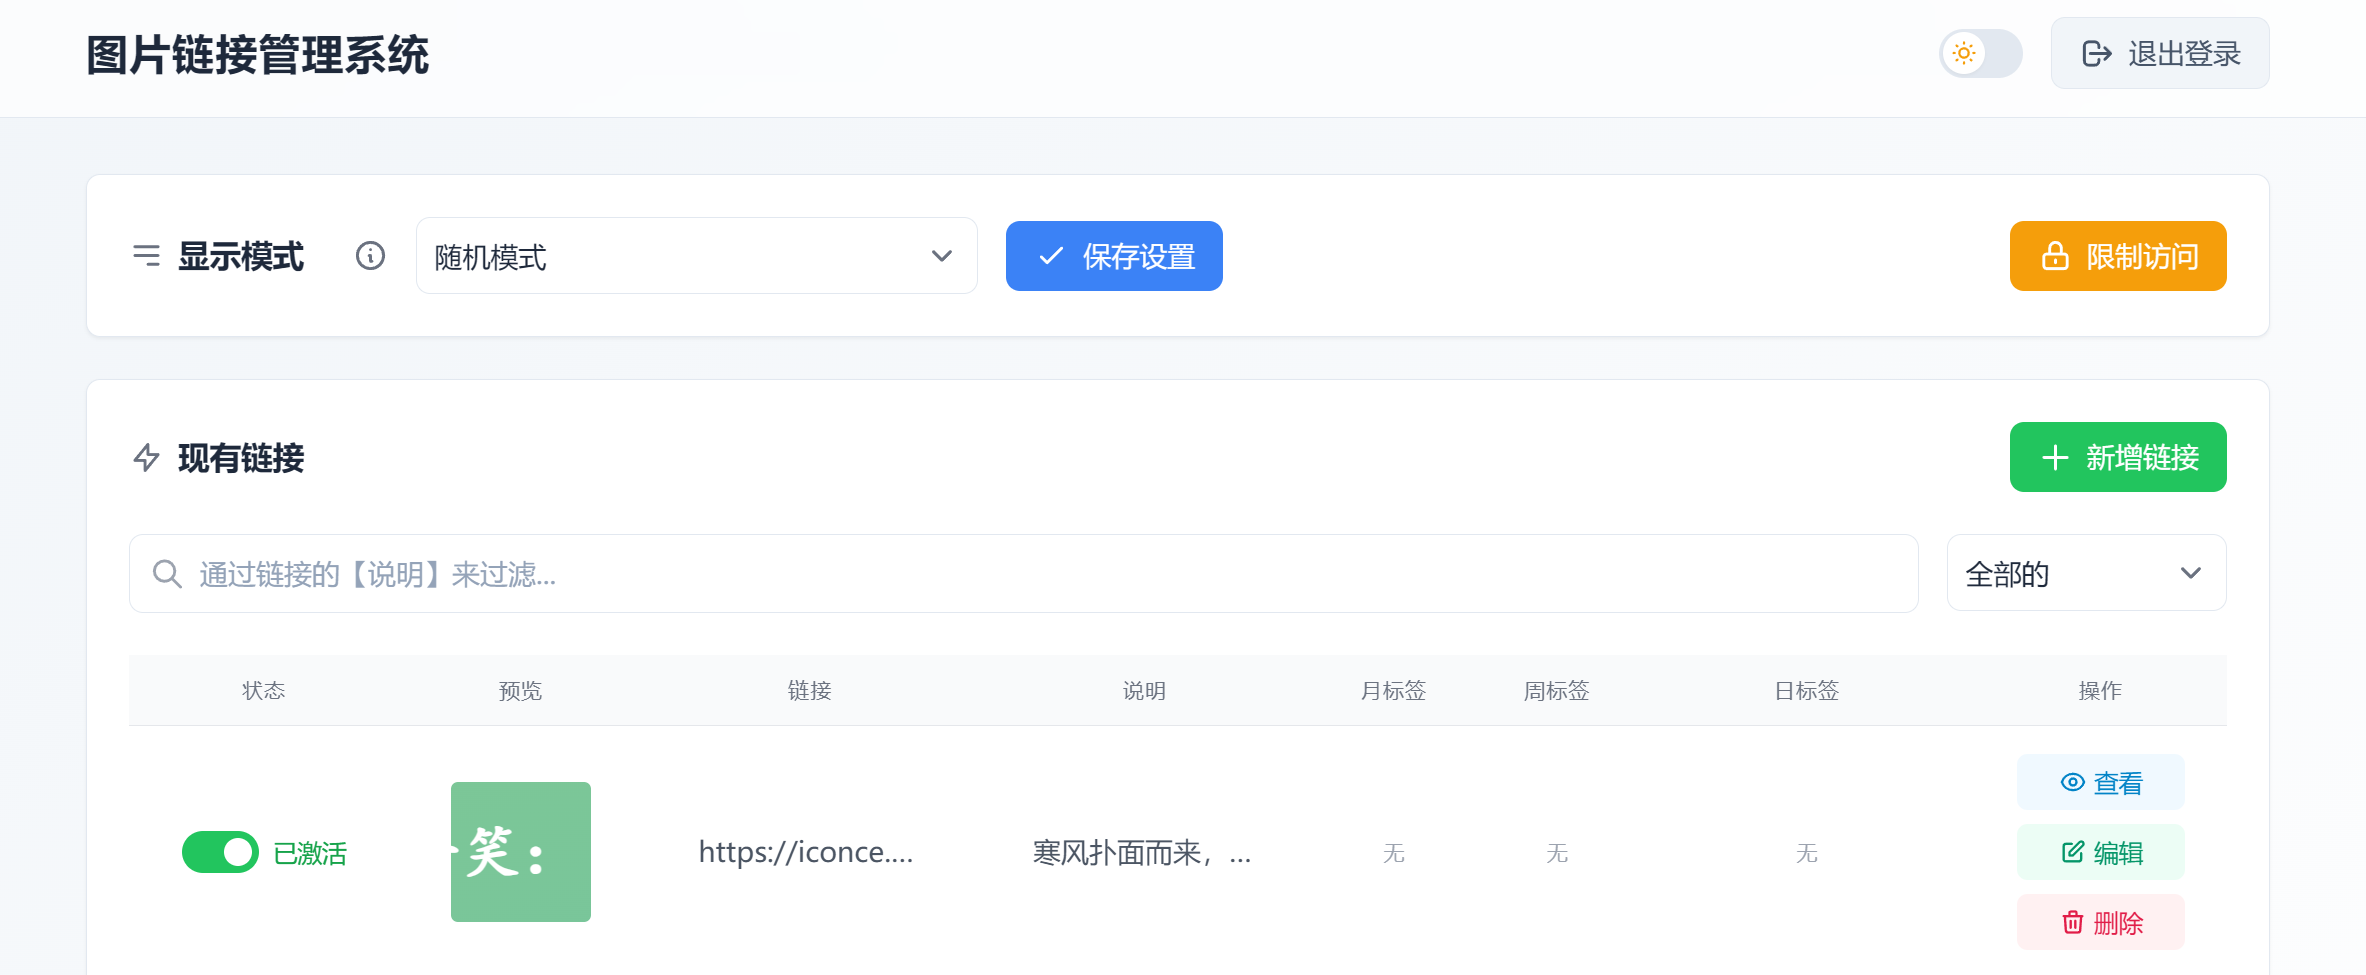 图片链接管理系统
退出登录
显示模式
随机模式
保存设置
限制访问
现有链接
新增链接
通过链接的【说明】来过滤...
全部的
状态 预览 链接 说明 月标签 周标签 日标签 操作
已激活
笑：
https://iconce....
寒风扑面而来，...
无 无 无
查看
编辑
删除